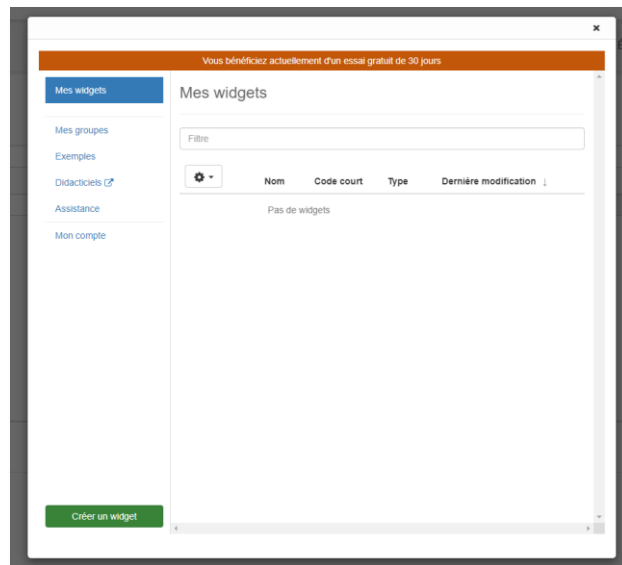 ×
Vous bénéficiez actuellement d'un essai gratuit de 30 jours
Mes widgets
Mes groupes
Exemples
Didacticiels
Assistance
Mon compte
Créer un widget
Mes widgets
Filtre
Nom Code court Type Dernière modification ↓
Pas de widgets